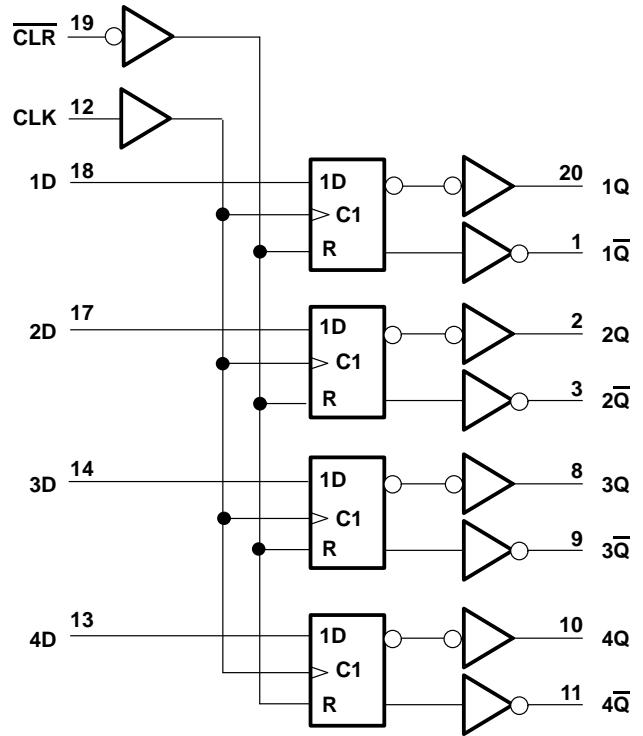 C̅L̅R̅ 19
CLK 12
1D 18 1D 20 1Q
C1
R 1 1Q̅
17 1D
2D 2 2Q
C1
R 3 2Q̅
3D 14 1D 8 3Q
C1
R 9 3Q̅
4D 13 1D 10 4Q
C1
R 11 4Q̅